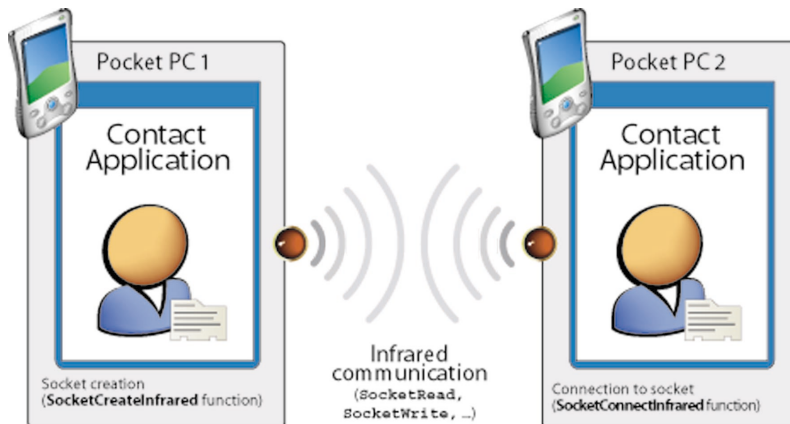 Pocket PC 1
Contact
Application
Socket creation
(SocketCreateInfrared function)
Infrared
communication
(SocketRead,
SocketWrite, ...)
Pocket PC 2
Contact
Application
Connection to socket
(SocketConnectInfrared function)